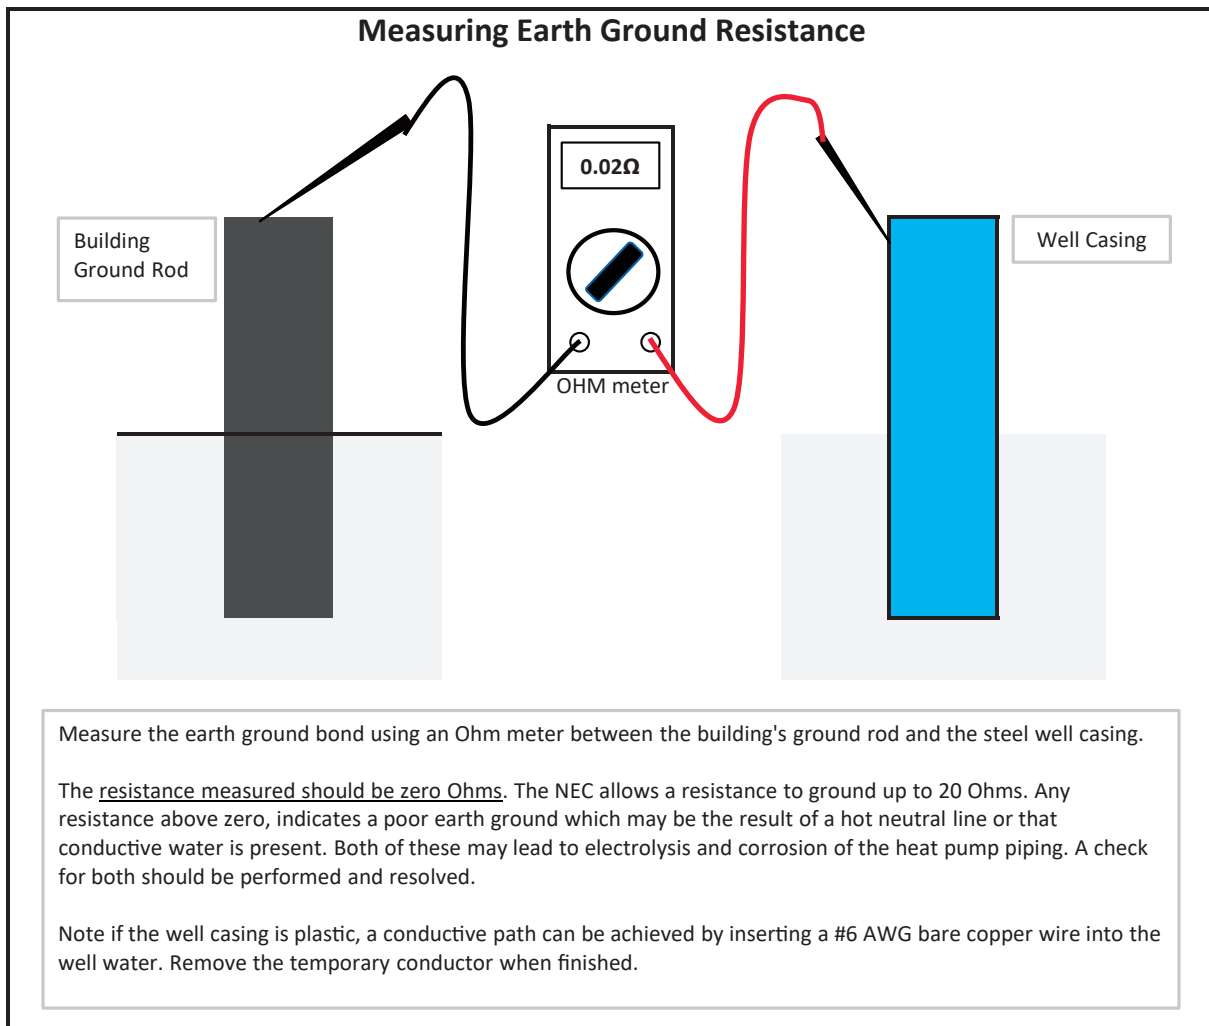 Measuring Earth Ground Resistance
0.02Ω
Building
Ground Rod
Well Casing
OHM meter
Measure the earth ground bond using an Ohm meter between the building's ground rod and the steel well casing.
The resistance measured should be zero Ohms. The NEC allows a resistance to ground up to 20 Ohms. Any
resistance above zero, indicates a poor earth ground which may be the result of a hot neutral line or that
conductive water is present. Both of these may lead to electrolysis and corrosion of the heat pump piping. A check
for both should be performed and resolved.
Note if the well casing is plastic, a conductive path can be achieved by inserting a #6 AWG bare copper wire into the
well water. Remove the temporary conductor when finished.